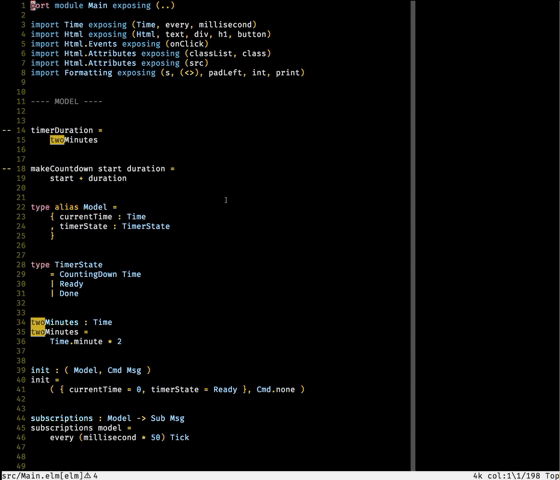 1 port module Main exposing (..)
2
3 import Time exposing (Time, every, millisecond)
4 import Html exposing (Html, text, div, h1, button)
5 import Html.Events exposing (onClick)
6 import Html.Attributes exposing (classList, class)
7 import Html.Attributes exposing (src)
8 import Formatting exposing (s, (<>), padLeft, int, print)
9
10
11 ---- MODEL ----
12
13
-- 14 timerDuration =
15     twoMinutes
16
17
-- 18 makeCountdown start duration =
19     start + duration
20
21
22 type alias Model =
23     { currentTime : Time
24     , timerState : TimerState
25     }
26
27
28 type TimerState
29     = CountingDown Time
30     | Ready
31     | Done
32
33
34 twoMinutes : Time
35 twoMinutes =
36     Time.minute * 2
37
38
39 init : ( Model, Cmd Msg )
40 init =
41     ( { currentTime = 0, timerState = Ready }, Cmd.none )
42
43
44 subscriptions : Model -> Sub Msg
45 subscriptions model =
46     every (millisecond * 50) Tick
47
48
49
src/Main.elm[elm]⚠4 4k col:1\1/198 Top